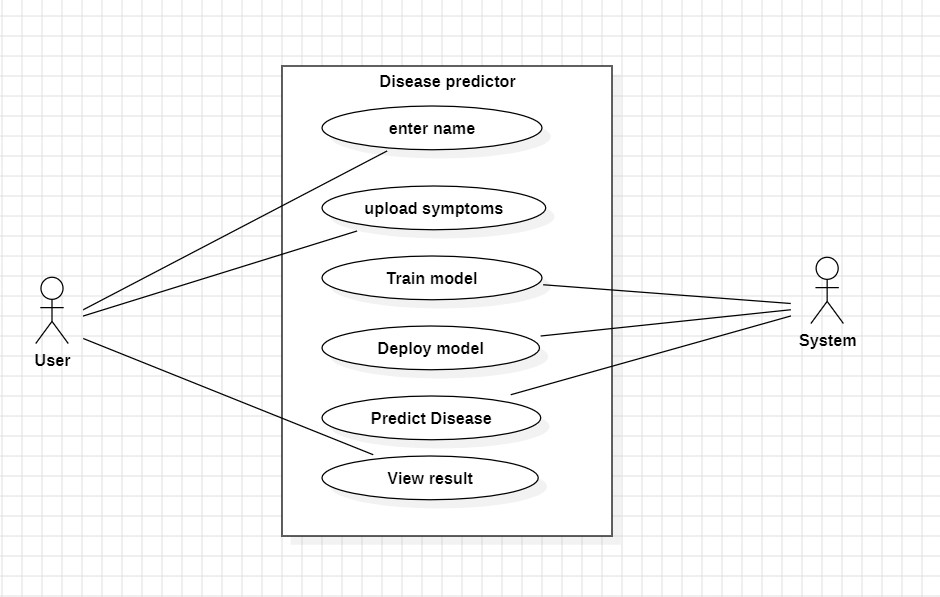 Disease predictor
enter name
upload symptoms
Train model
Deploy model
Predict Disease
View result
User
System